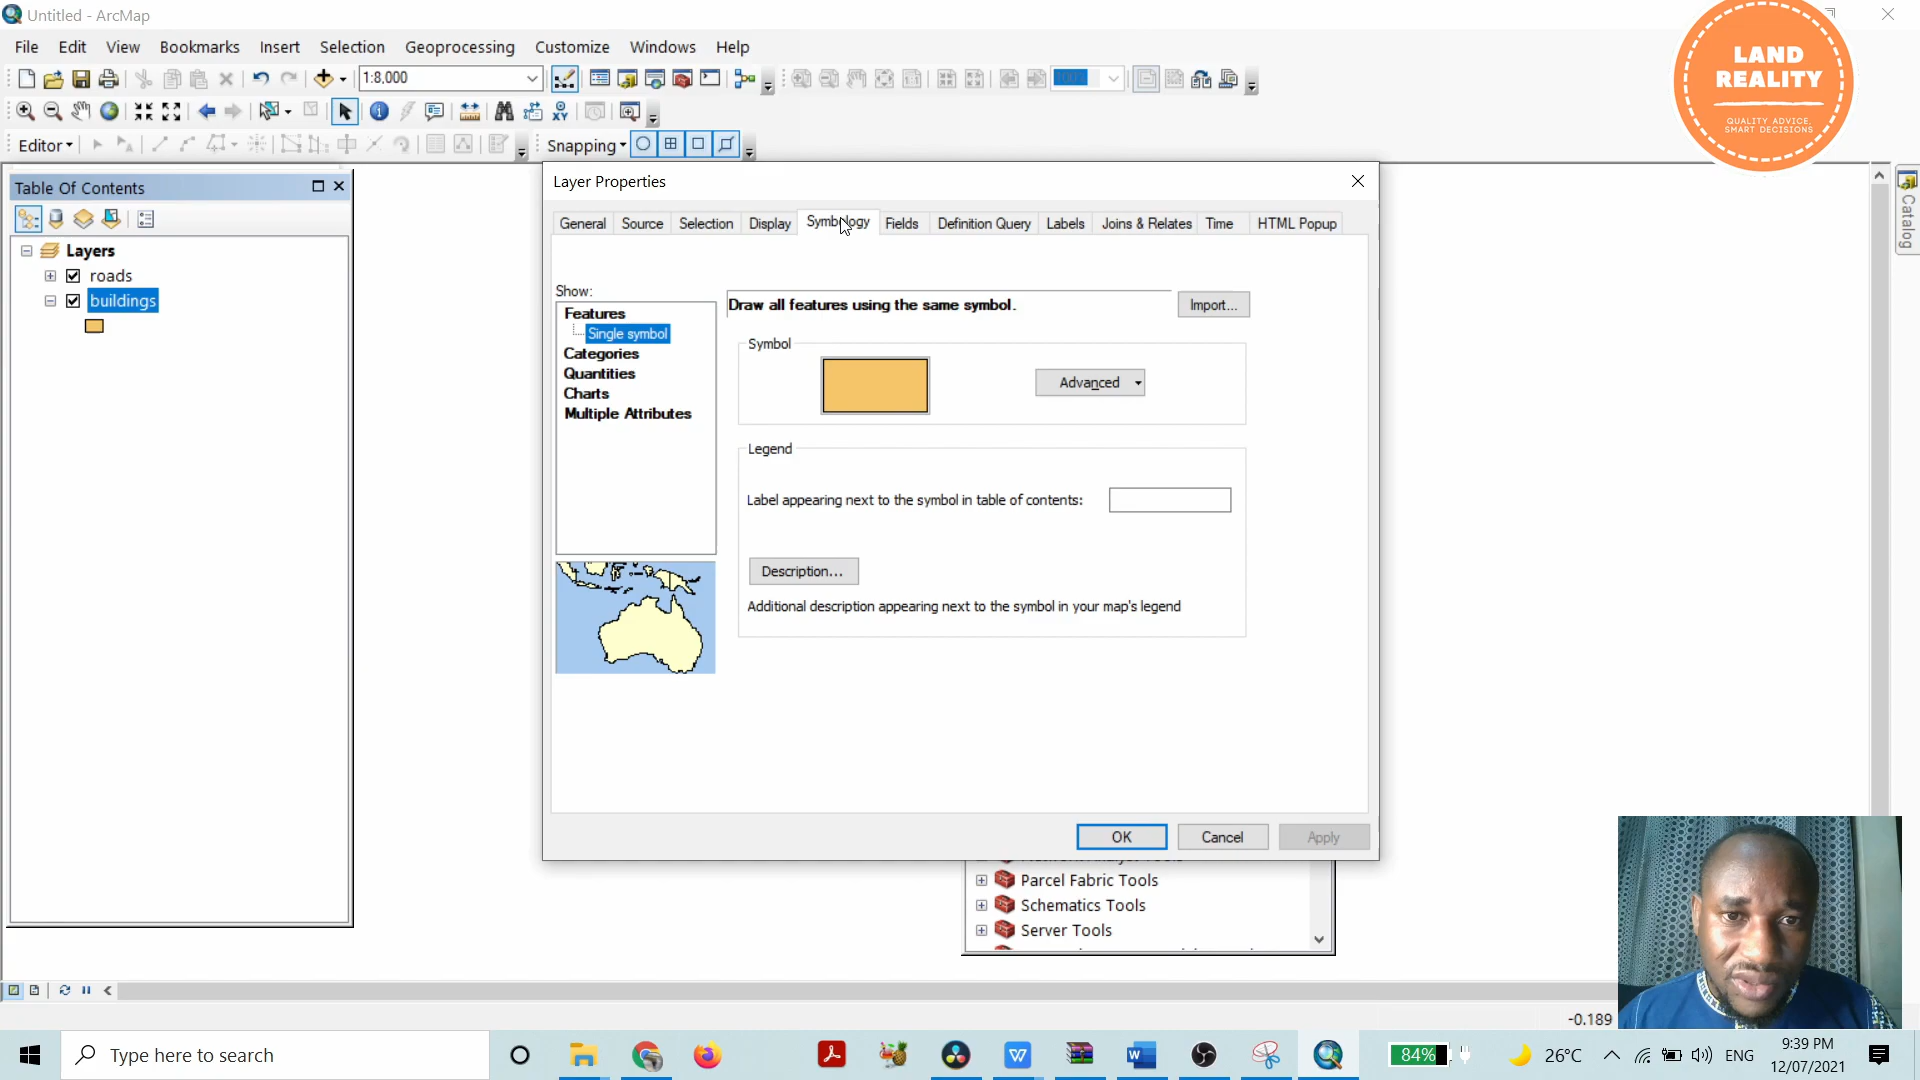 Untitled - ArcMap
File Edit View Bookmarks Insert Selection Geoprocessing Customize Windows Help
1:8,000
100%
Editor
Snapping
LAND
REALITY
QUALITY ADVICE,
SMART DECISIONS
Table Of Contents
Layers
roads
buildings
Catalog
Layer Properties
General Source Selection Display Symbology Fields Definition Query Labels Joins & Relates Time HTML Popup
Show:
Features
Single symbol
Categories
Quantities
Charts
Multiple Attributes
Draw all features using the same symbol.
Import...
Symbol
Advanced
Legend
Label appearing next to the symbol in table of contents:
Description...
Additional description appearing next to the symbol in your map's legend
OK Cancel Apply
Parcel Fabric Tools
Schematics Tools
Server Tools
-0.189
Type here to search
84%
26°C
ENG
9:39 PM
12/07/2021